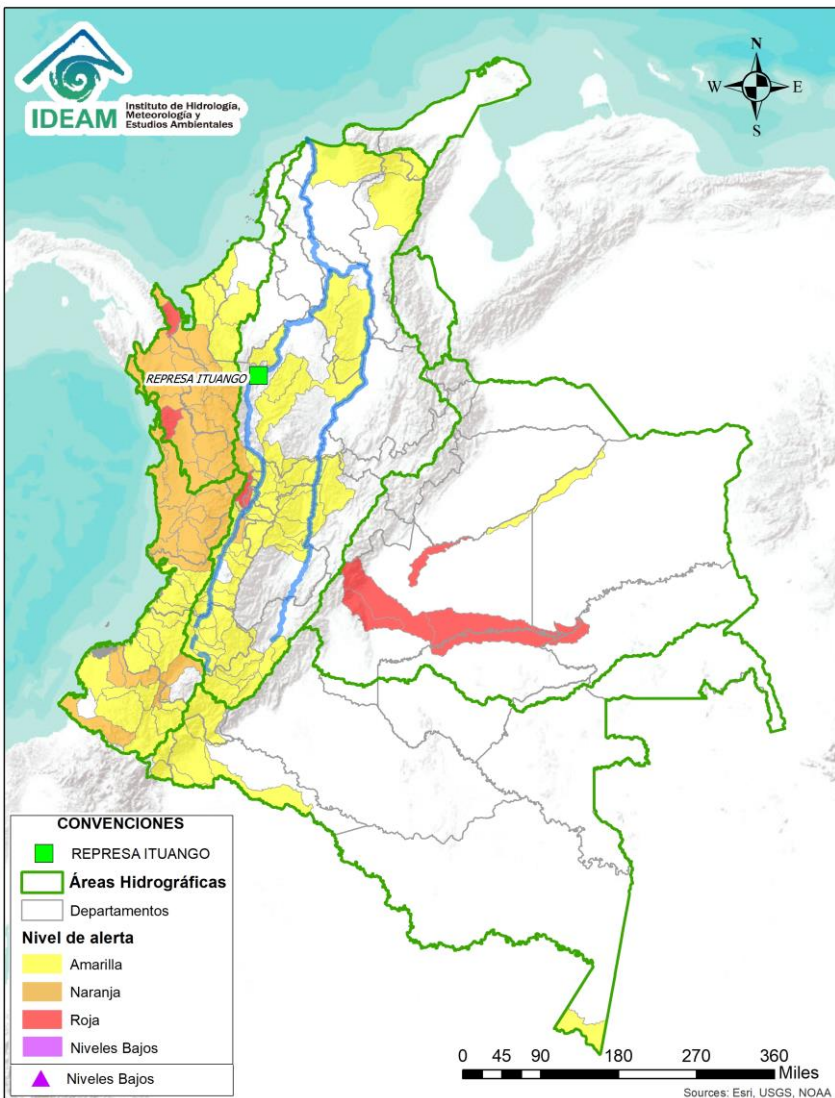 IDEAM
Instituto de Hidrología,
Meteorología y
Estudios Ambientales
N
W
E
S
REPRESA ITUANGO
CONVENCIONES
REPRESA ITUANGO
Áreas Hidrográficas
Departamentos
Nivel de alerta
Amarilla
Naranja
Roja
Niveles Bajos
Niveles Bajos
0 45 90 180 270 360
Miles
Sources: Esri, USGS, NOAA